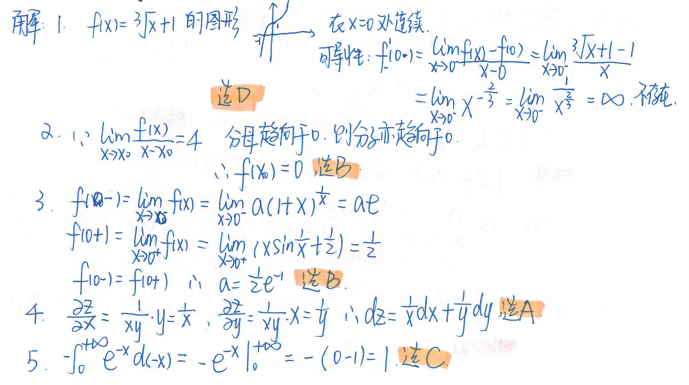 解: 1. f(x)=³√x+1 的图形 在x=0处连续.
可导性: f'(0-)=lim_{x→0⁻} (f(x)-f(0))/(x-0) = lim_{x→0⁻} (³√x+1-1)/x
= lim_{x→0⁻} x^{-2/3} = lim_{x→0⁻} 1/x^{2/3} = ∞. 不存在.
选D
2. ∵ lim_{x→x₀} f(x)/(x-x₀) = 4 分母趋向于0. 则分子亦趋向于0.
∴ f(x₀)=0 选B.
3. f(0-)=lim_{x→0⁻} f(x) = lim_{x→0⁻} a(1+x)^{1/x} = ae
f(0+)=lim_{x→0⁺} f(x) = lim_{x→0⁺} (xsin1/x+1/2) = 1/2
f(0-)=f(0+) ∴ a=1/2e⁻¹ 选B.
4. ∂z/∂x = 1/xy·y = 1/x, ∂z/∂y = 1/xy·x = 1/y ∴ dz = 1/x dx + 1/y dy 选A.
5. -∫₀^{+∞} e^{-x} d(-x) = -e^{-x}|₀^{+∞} = -(0-1) = 1. 选C